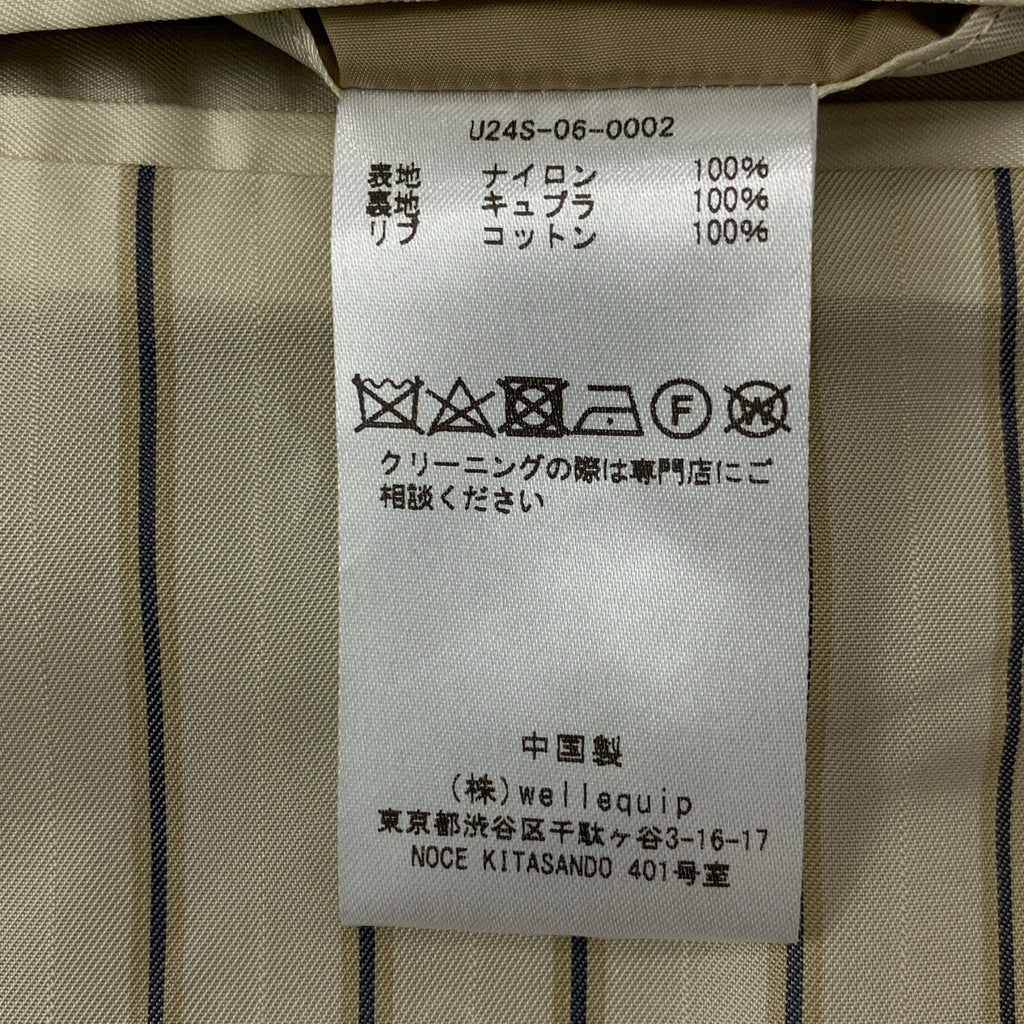 U24S-06-0002
表地 ナイロン 100%
裏地 キュプラ 100%
リブ コットン 100%
F W
クリーニングの際は専門店にご
相談ください
中国製
(株)wellequip
東京都渋谷区千駄ヶ谷3-16-17
NOCE KITASANDO 401号室